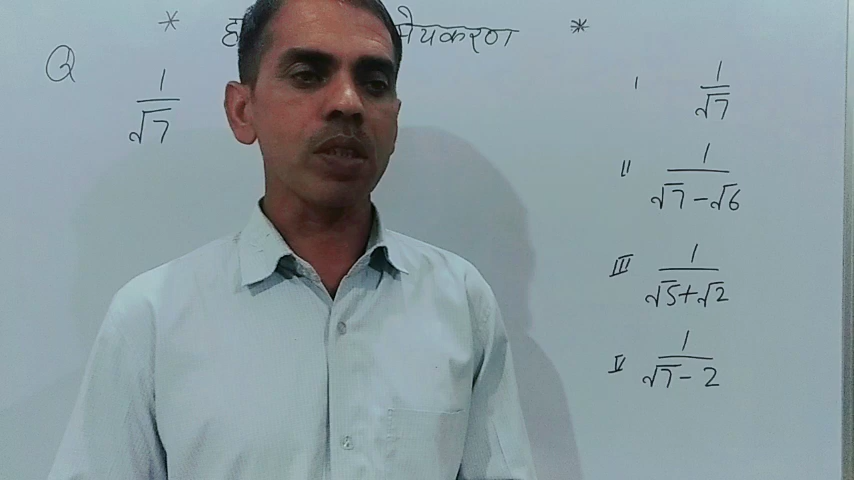 * *
Q 1/√7
I 1/√7
II 1/(√7-√6)
III 1/(√5+√2)
IV 1/(√7-2)